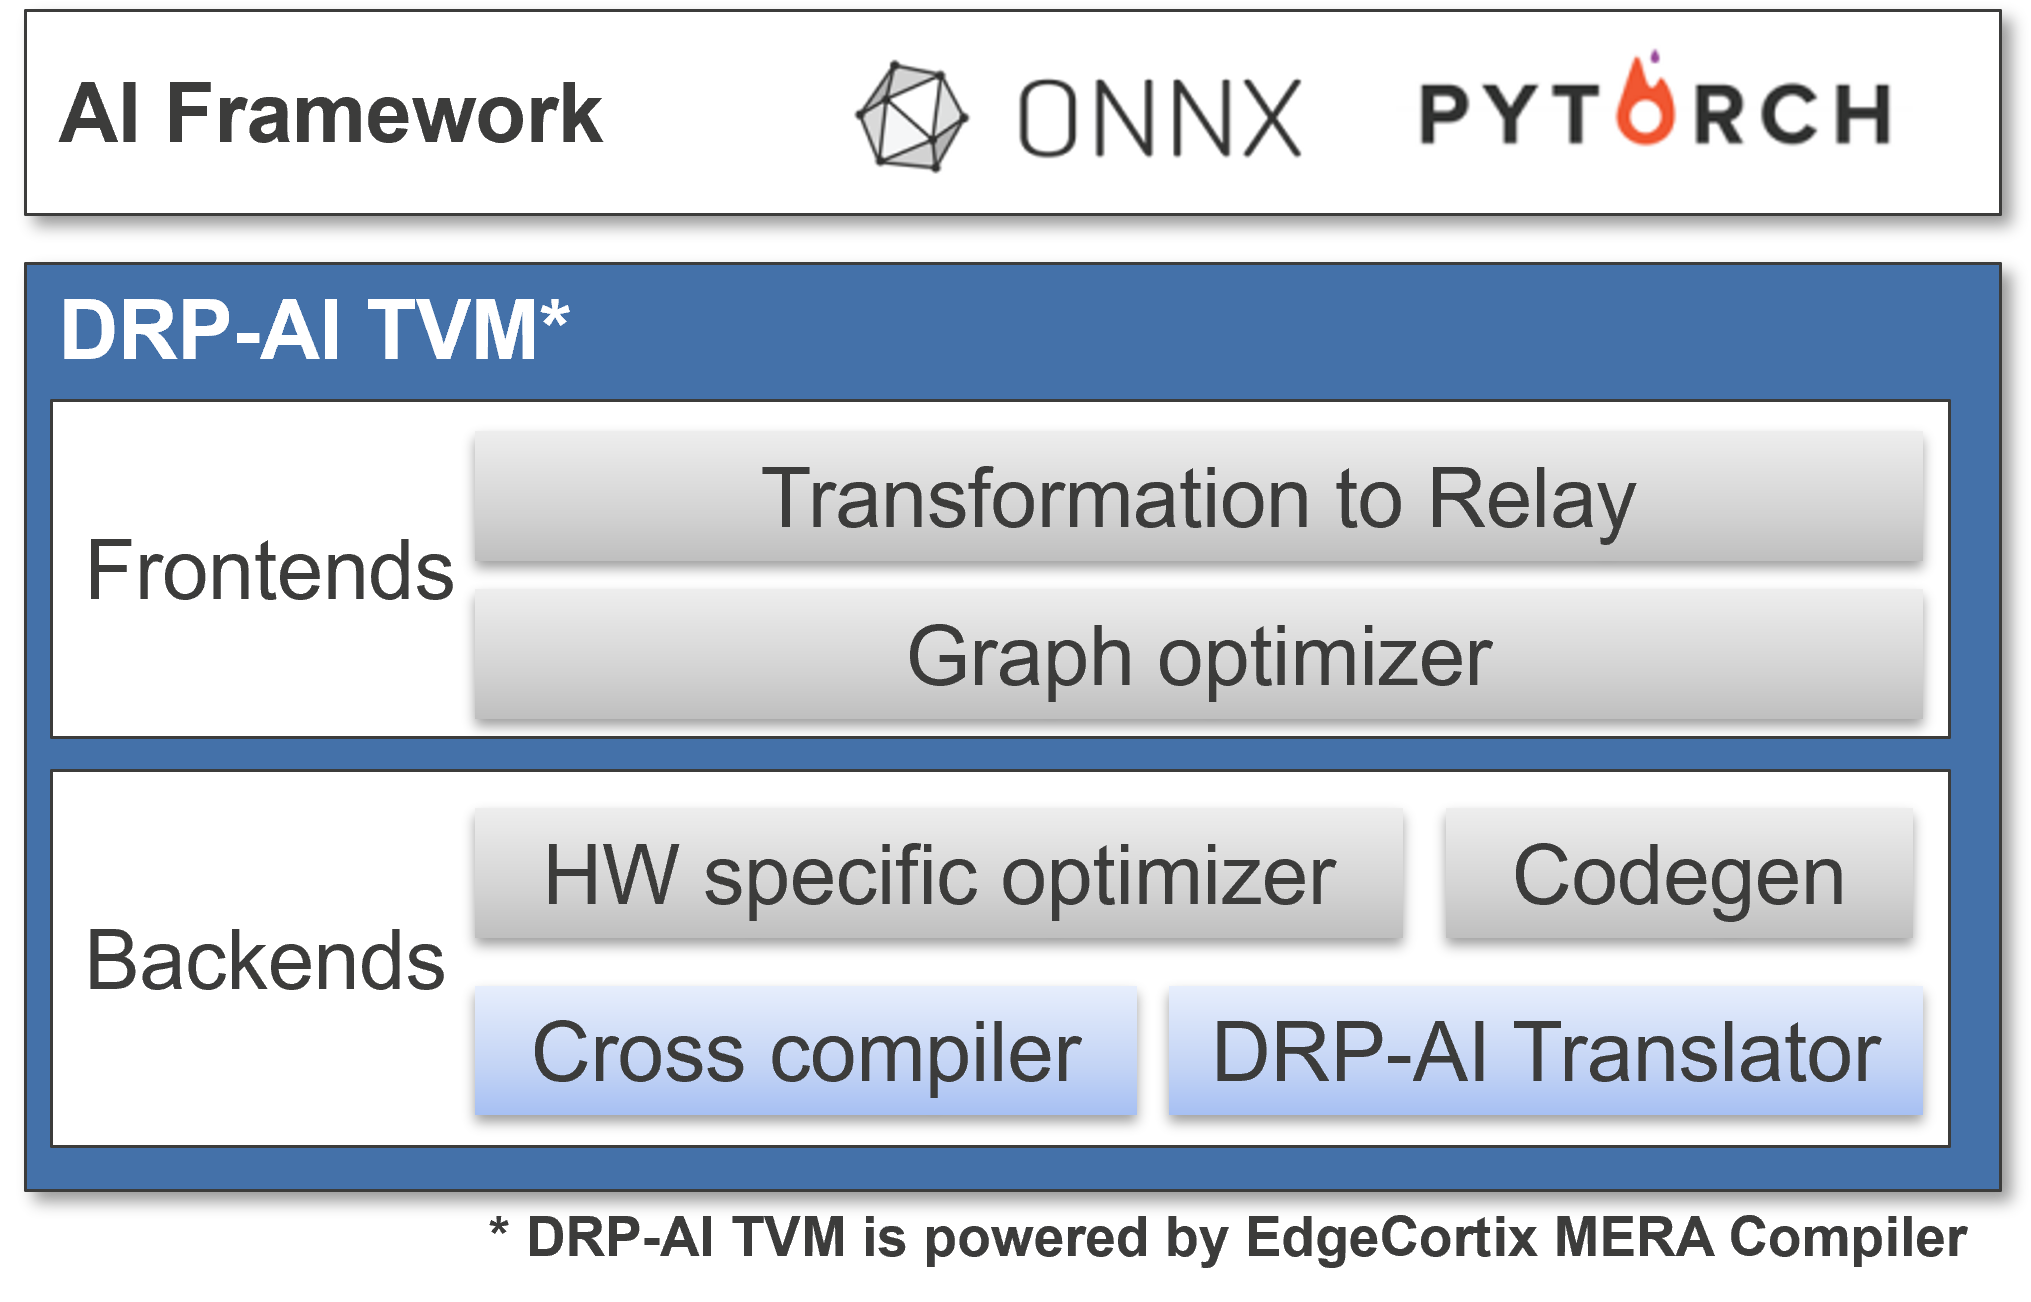 AI Framework
ONNX
PYTORCH
DRP-AI TVM*
Frontends
Transformation to Relay
Graph optimizer
Backends
HW specific optimizer
Codegen
Cross compiler
DRP-AI Translator
* DRP-AI TVM is powered by EdgeCortix MERA Compiler